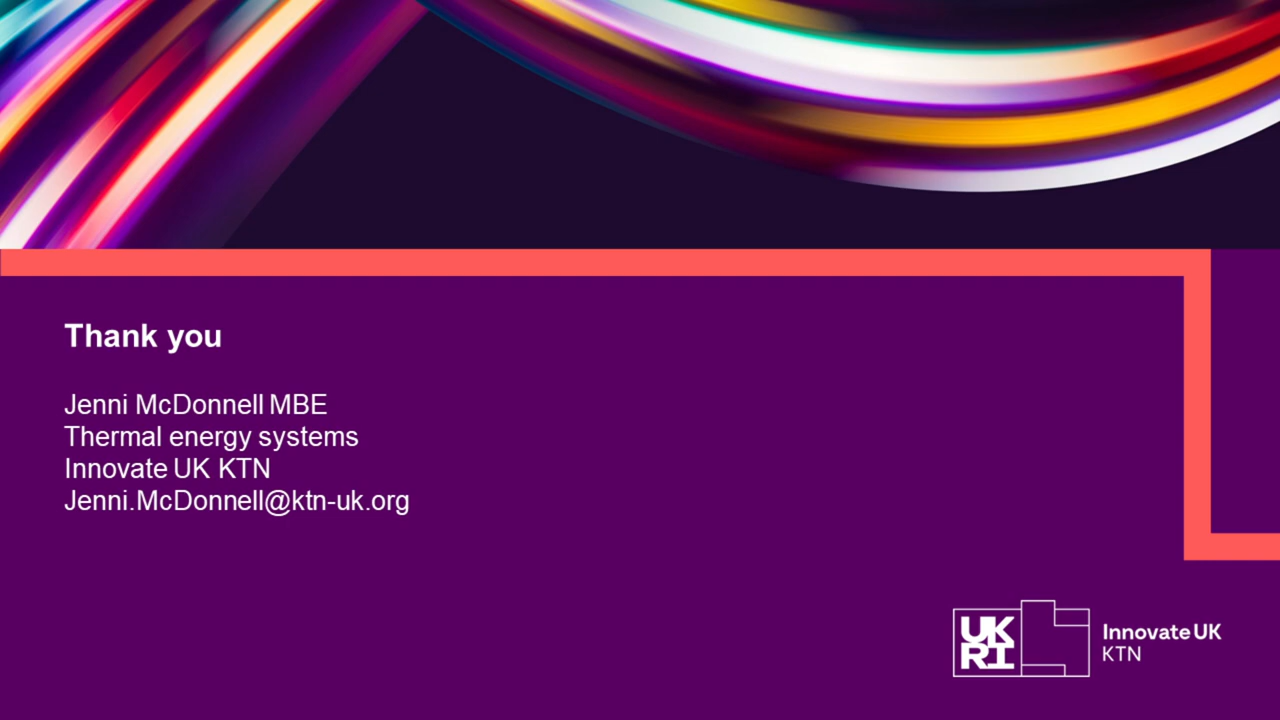 Thank you
Jenni McDonnell MBE
Thermal energy systems
Innovate UK KTN
Jenni.McDonnell@ktn-uk.org
UK
RI
Innovate UK
KTN